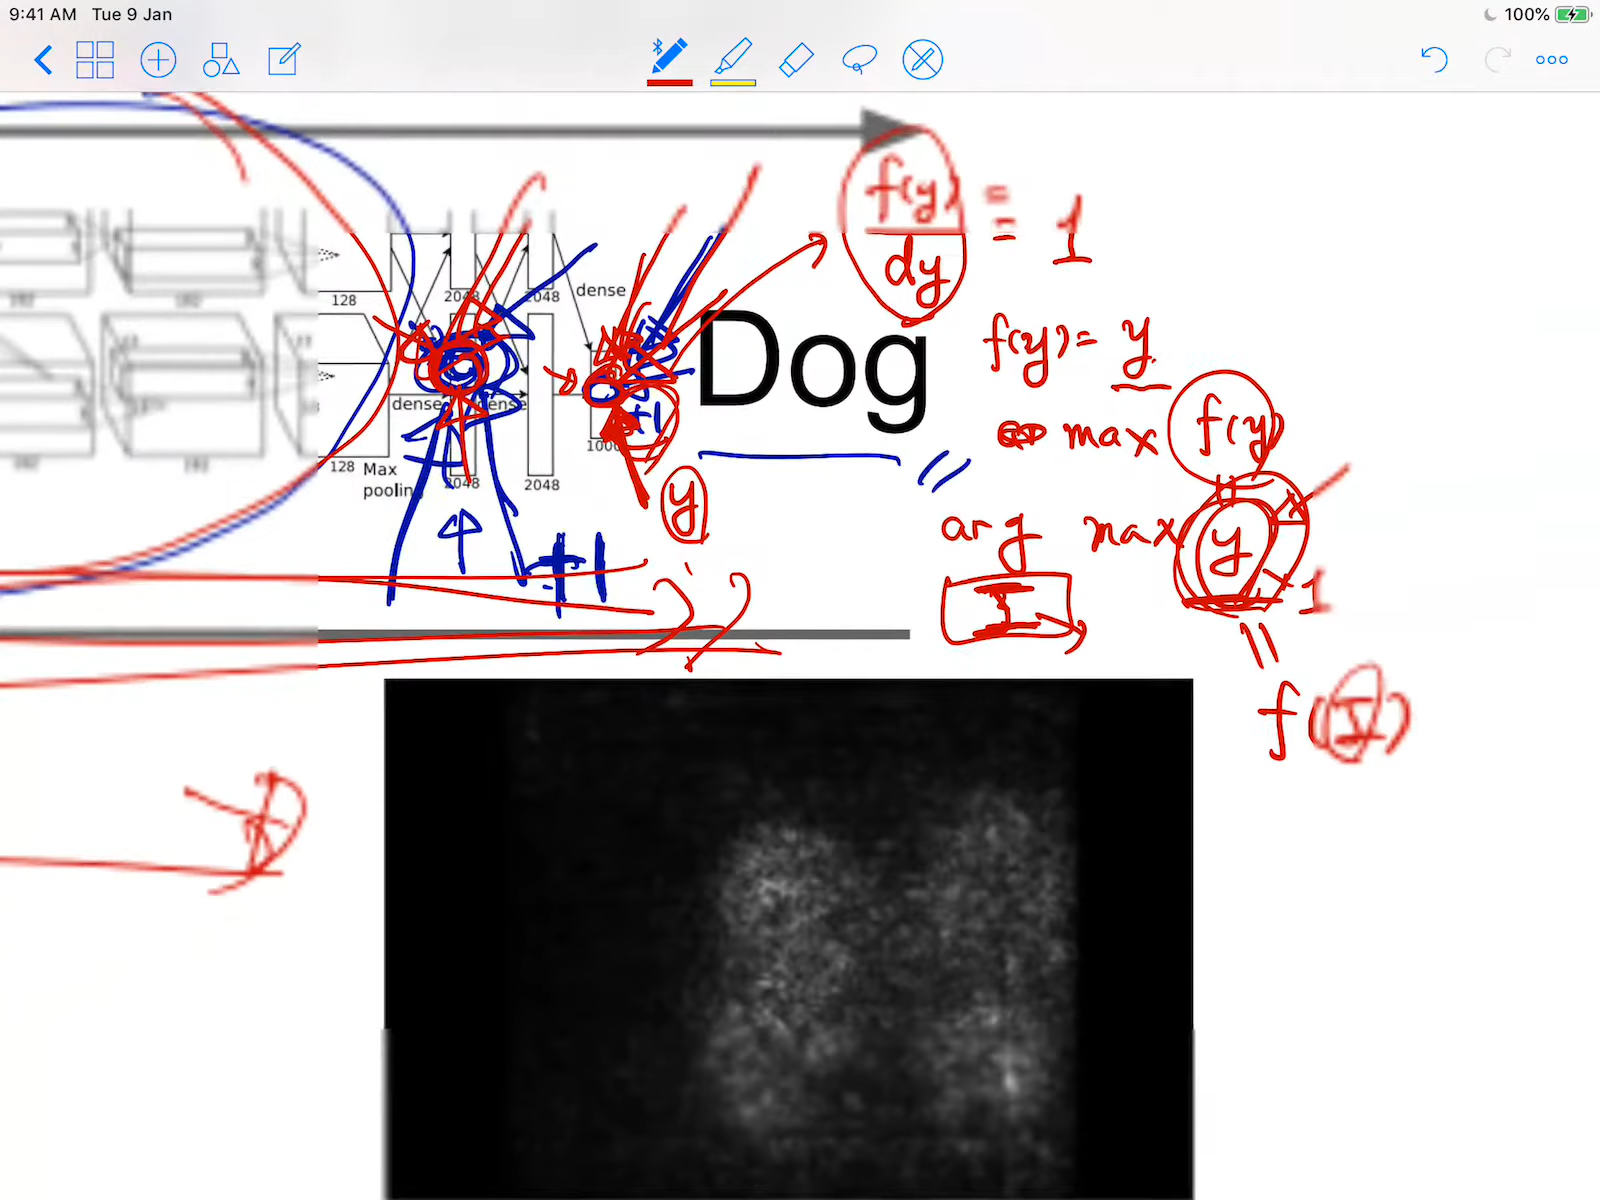 9:41 AM Tue 9 Jan
100%
f(y)
dy
= 1
128
2048
2048
dense
f(y) = y
Dog
max f(y)
dense
dense
+1
1000
128
Max
pooling
2048
2048
y
arg max y
I
+1
1
f(I)